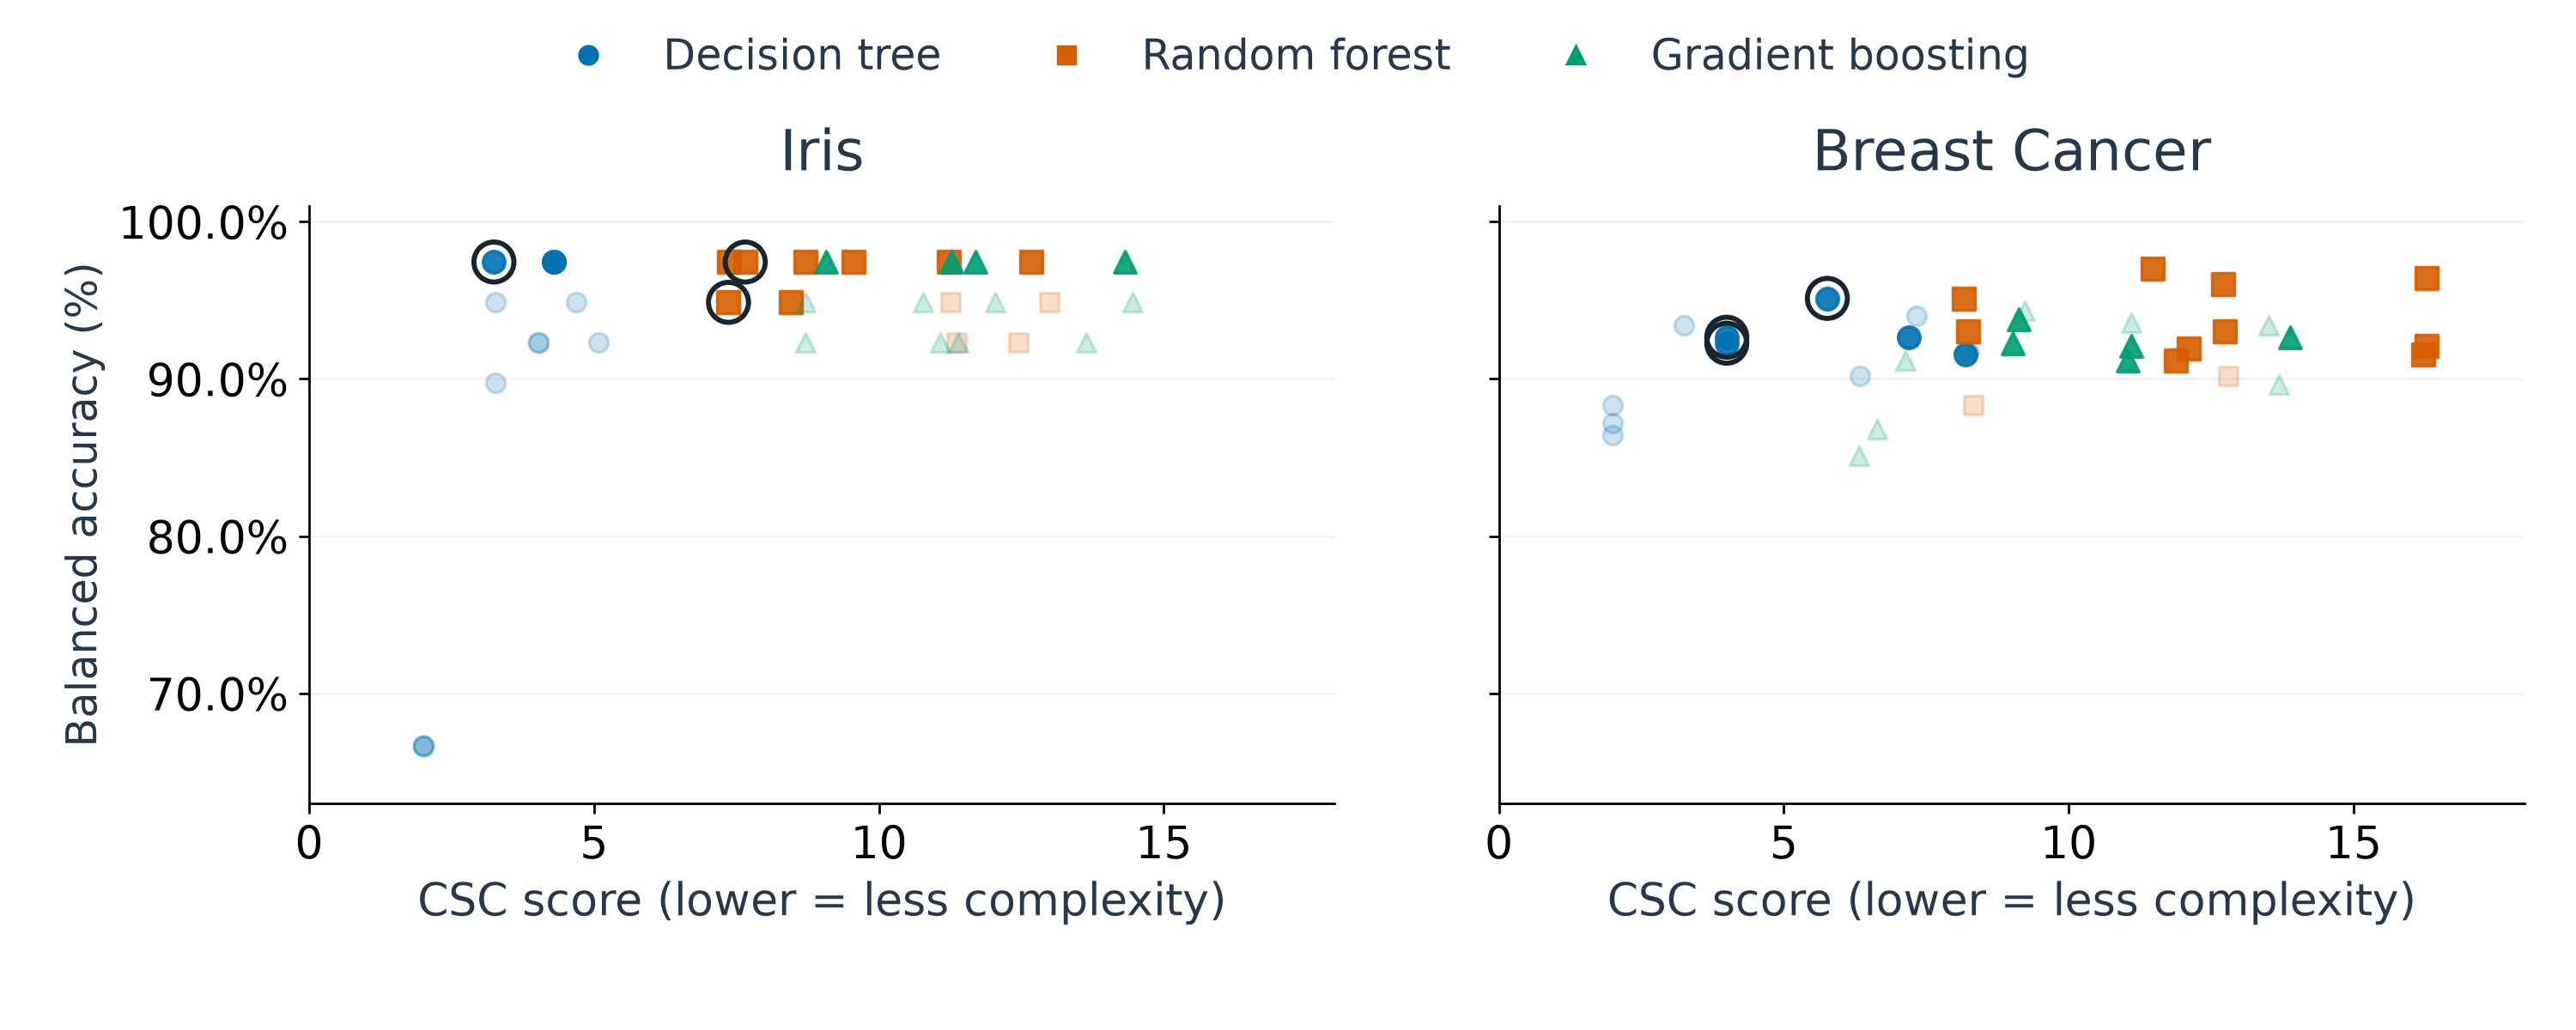 Decision tree Random forest Gradient boosting
Iris Breast Cancer
100.0%
90.0%
80.0%
70.0%
Balanced accuracy (%)
0 5 10 15 0 5 10 15
CSC score (lower = less complexity) CSC score (lower = less complexity)